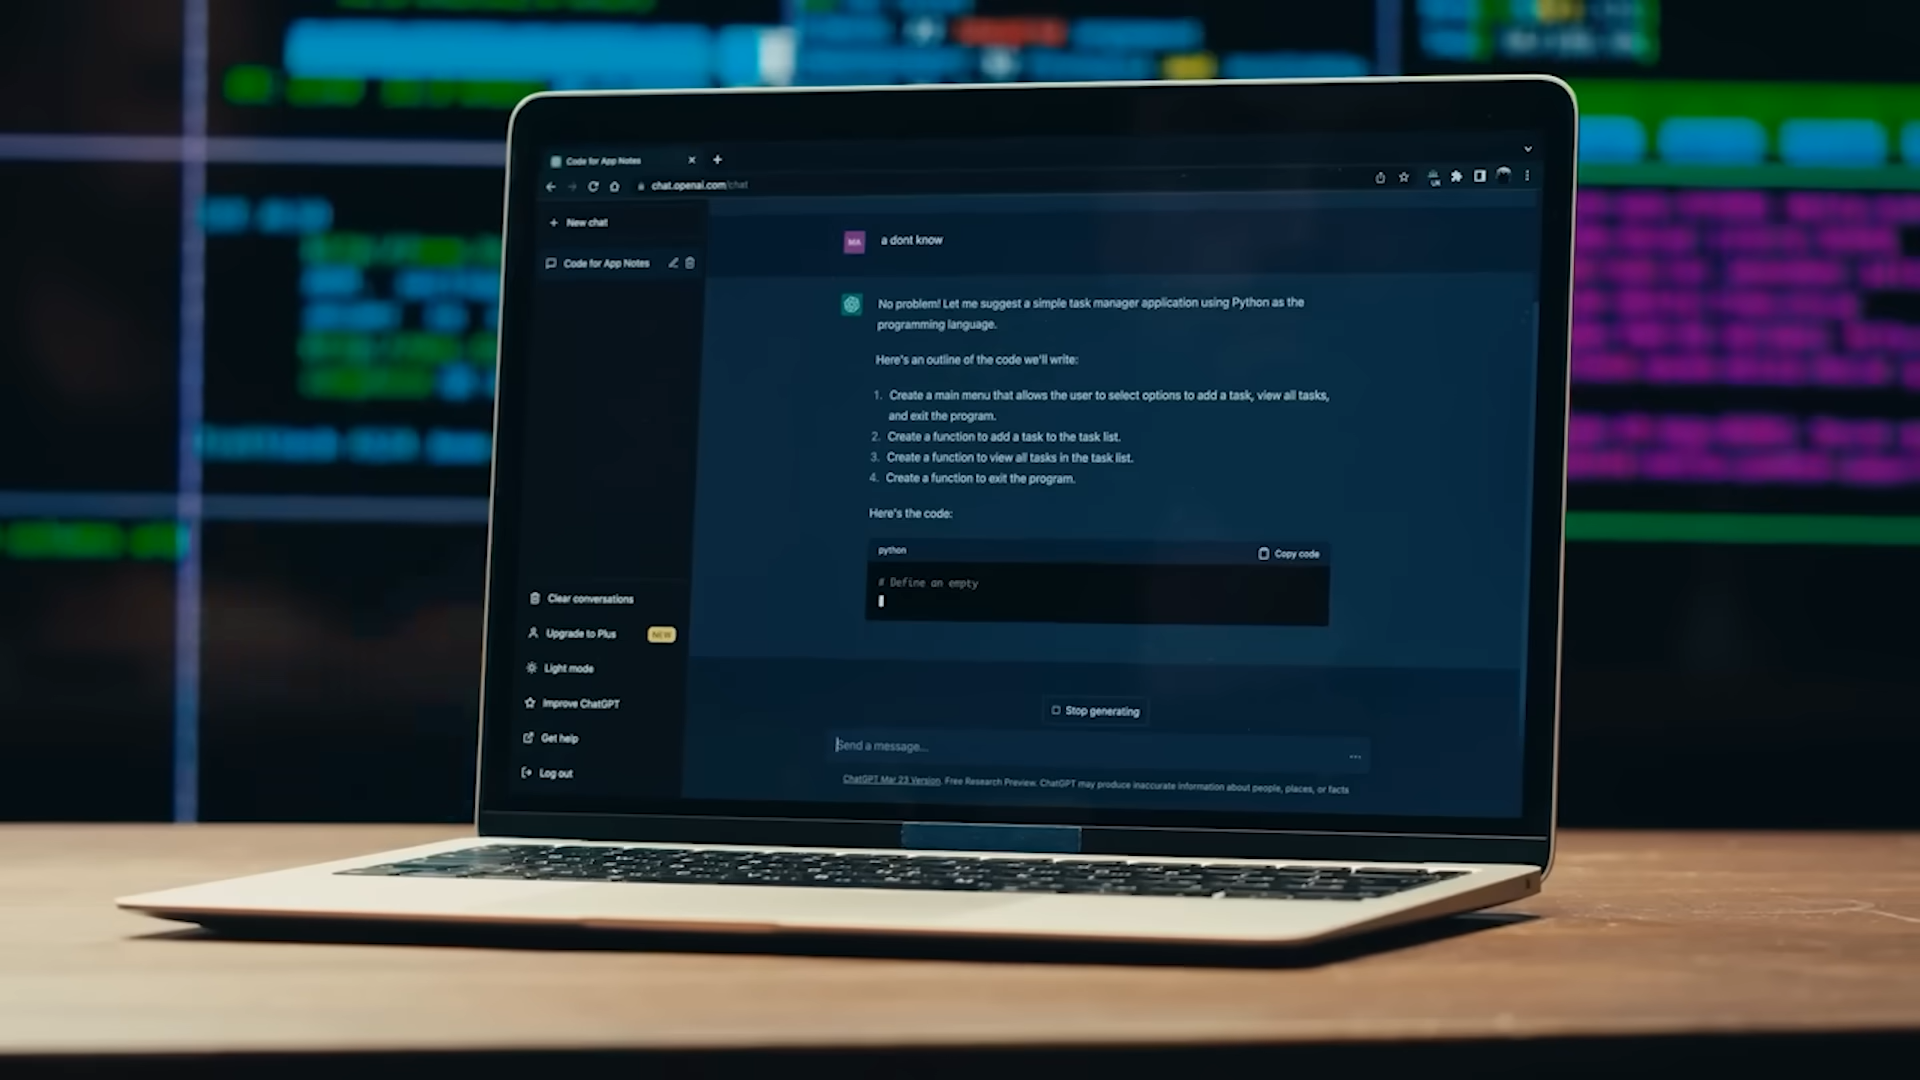 Code for App Notes
chat.openai.com/chat
New chat
Code for App Notes
MA
a dont know
No problem! Let me suggest a simple task manager application using Python as the
programming language.
Here's an outline of the code we'll write:
1. Create a main menu that allows the user to select options to add a task, view all tasks,
and exit the program.
2. Create a function to add a task to the task list.
3. Create a function to view all tasks in the task list.
4. Create a function to exit the program.
Here's the code:
python Copy code
# Define an empty
Clear conversations
Upgrade to Plus NEW
Light mode
Improve ChatGPT
Get help
Log out
Stop generating
Send a message...
ChatGPT Mar 23 Version. Free Research Preview. ChatGPT may produce inaccurate information about people, places, or facts